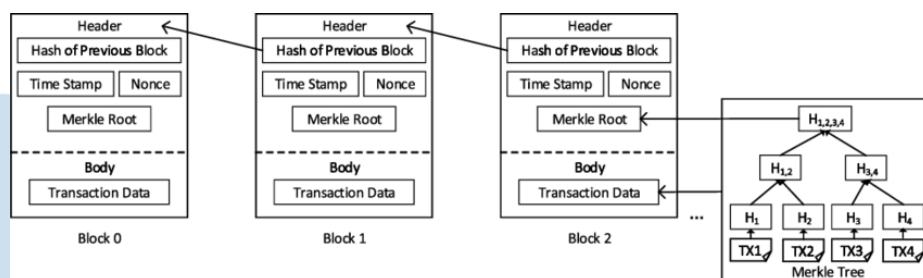 Header
Hash of Previous Block
Time Stamp
Nonce
Merkle Root
Body
Transaction Data
Block 0
Header
Hash of Previous Block
Time Stamp
Nonce
Merkle Root
Body
Transaction Data
Block 1
Header
Hash of Previous Block
Time Stamp
Nonce
Merkle Root
Body
Transaction Data
Block 2
...
H1,2,3,4
H1,2
H3,4
H1
H2
H3
H4
TX1
TX2
TX3
TX4
Merkle Tree